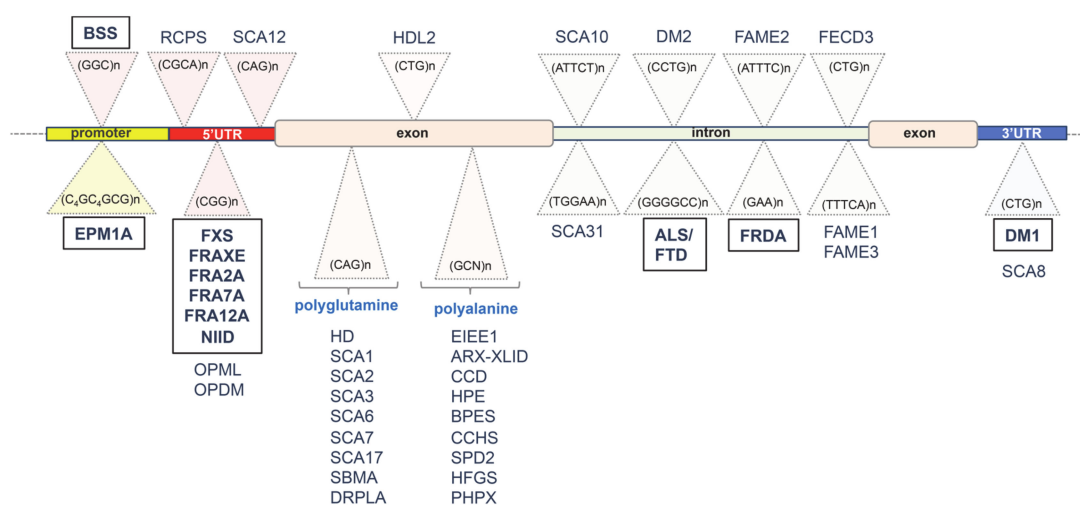 BSS
RCPS
SCA12
HDL2
SCA10
DM2
FAME2
FECD3
(GGC)n
(CGCA)n
(CAG)n
(CTG)n
(ATTCT)n
(CCTG)n
(ATTTC)n
(CTG)n
promoter
5'UTR
exon
intron
exon
3'UTR
(C₄GC₄GCG)n
(CGG)n
(CAG)n
(GCN)n
(TGGAA)n
(GGGGCC)n
(GAA)n
(TTTCA)n
(CTG)n
EPM1A
FXS
FRAXE
FRA2A
FRA7A
FRA12A
NIID
OPML
OPDM
polyglutamine
HD
SCA1
SCA2
SCA3
SCA6
SCA7
SCA17
SBMA
DRPLA
polyalanine
EIEE1
ARX-XLID
CCD
HPE
BPES
CCHS
SPD2
HFGS
PHPX
SCA31
ALS/
FTD
FRDA
FAME1
FAME3
DM1
SCA8